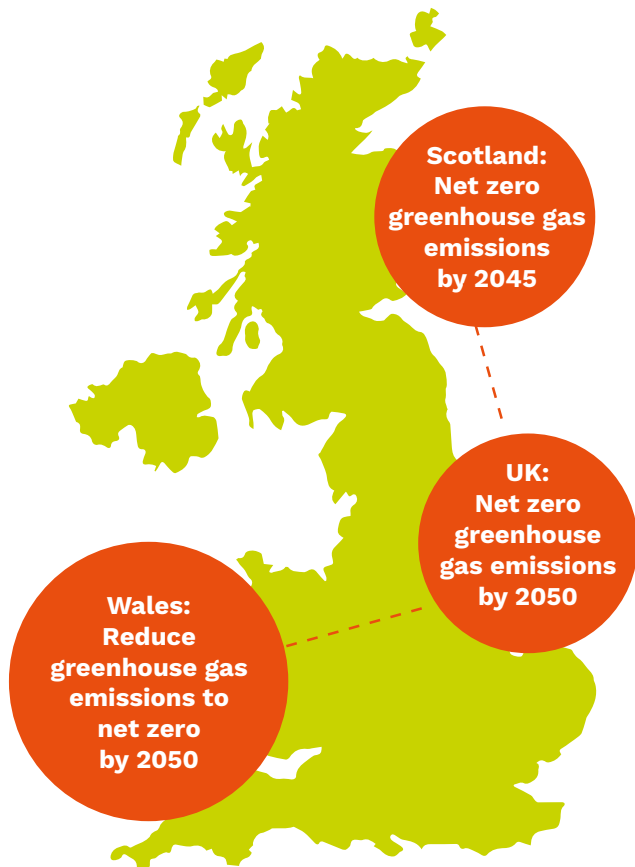 Scotland:
Net zero
greenhouse gas
emissions
by 2045
UK:
Net zero
greenhouse
gas emissions
by 2050
Wales:
Reduce
greenhouse gas
emissions to
net zero
by 2050